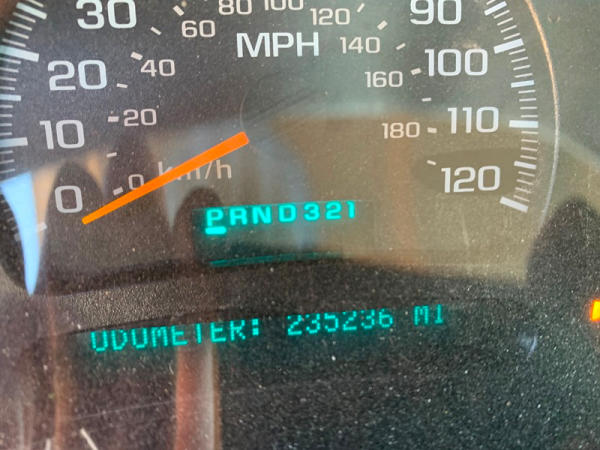 30 80 100 120 90
60
MPH 140
20 40 160 100
10 20 180 110
0 0 km/h 120
PRND321
ODOMETER: 235236 MI